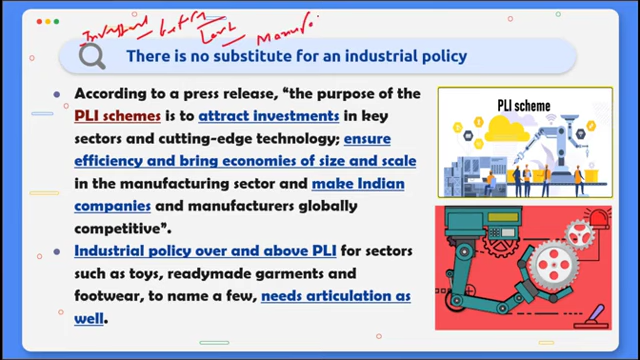 There is no substitute for an industrial policy
According to a press release, “the purpose of the
PLI schemes is to attract investments in key
sectors and cutting-edge technology; ensure
efficiency and bring economies of size and scale
in the manufacturing sector and make Indian
companies and manufacturers globally
competitive”.
Industrial policy over and above PLI for sectors
such as toys, readymade garments and
footwear, to name a few, needs articulation as
well.
PLI scheme